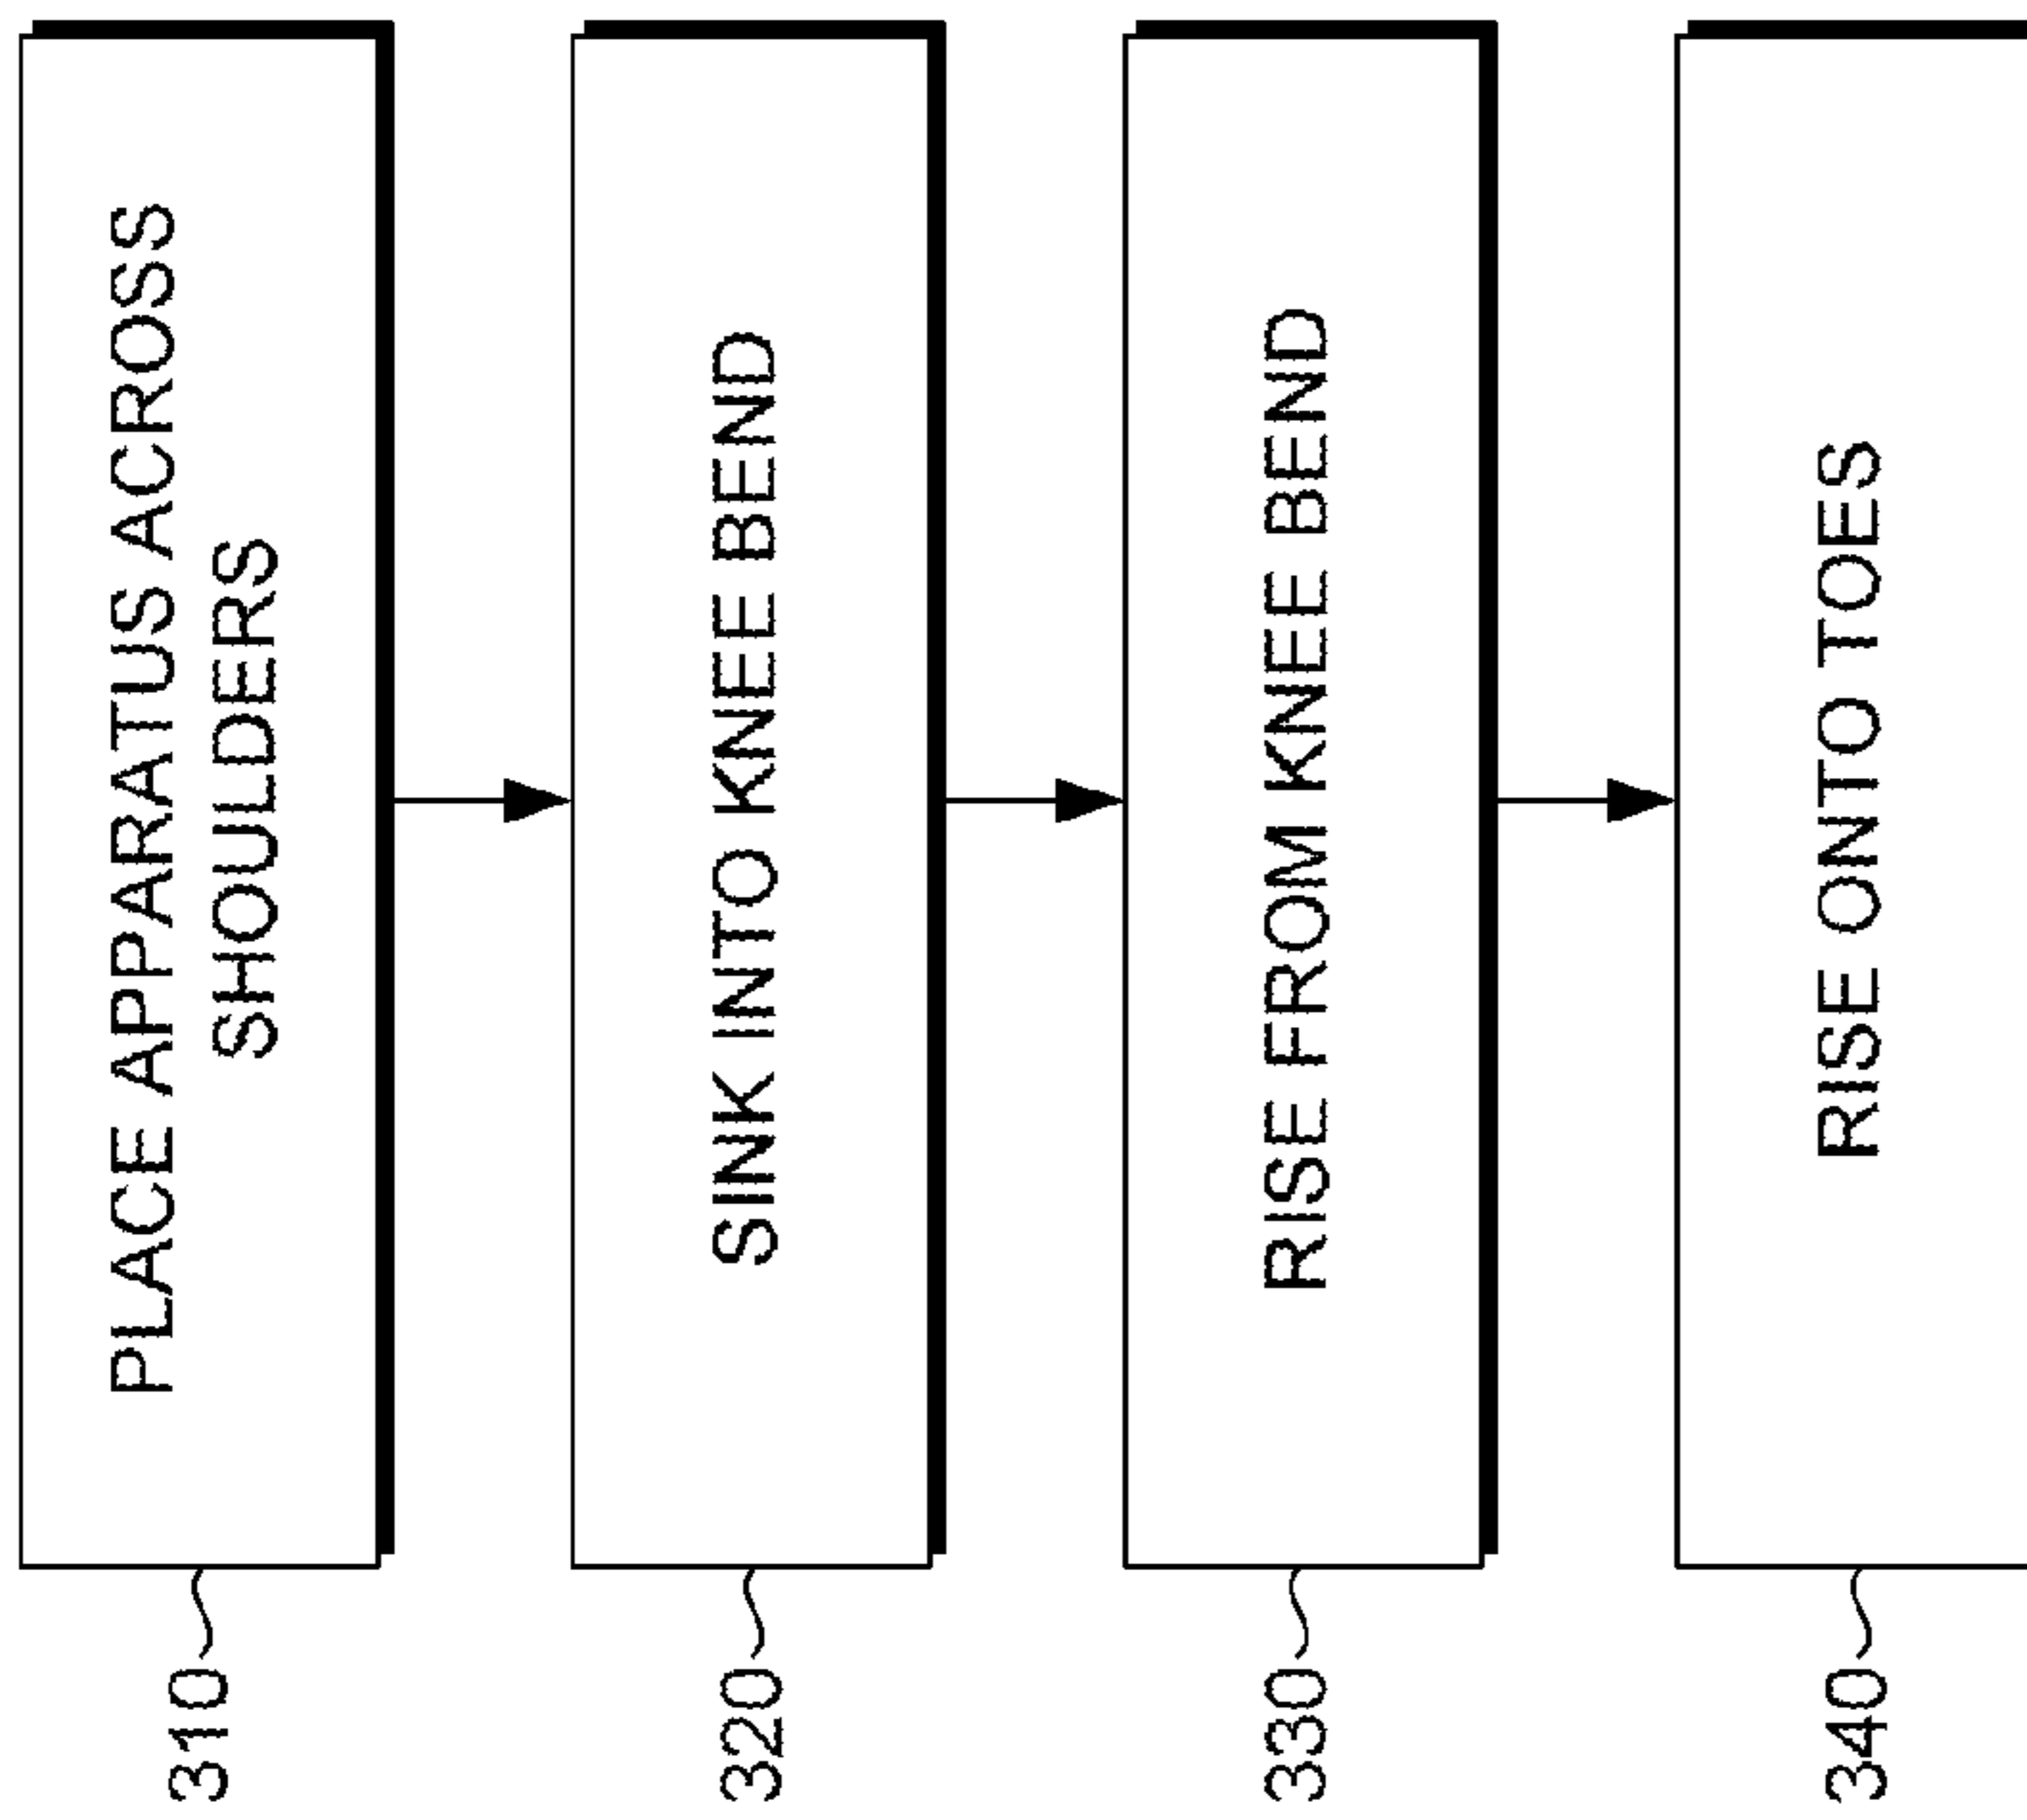 310
PLACE APPARATUS ACROSS
SHOULDERS
320
SINK INTO KNEE BEND
330
RISE FROM KNEE BEND
340
RISE ONTO TOES